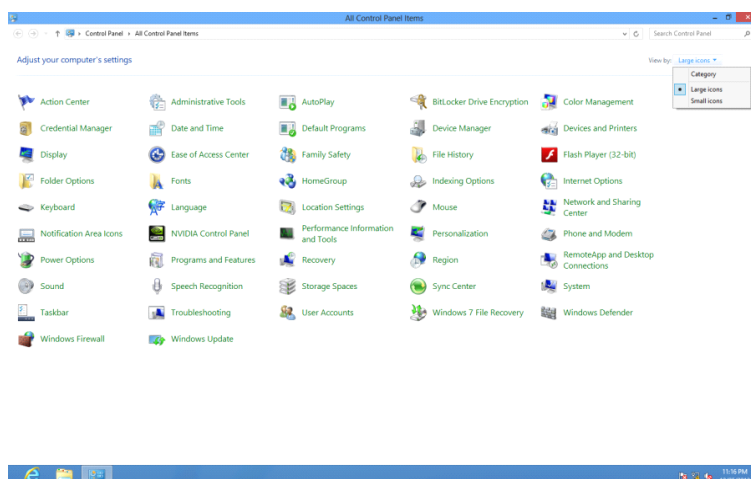 All Control Panel Items
Control Panel All Control Panel Items
Search Control Panel
Adjust your computer's settings
View by: Large icons
Category
Large icons
Small icons
Action Center
Administrative Tools
AutoPlay
BitLocker Drive Encryption
Color Management
Credential Manager
Date and Time
Default Programs
Device Manager
Devices and Printers
Display
Ease of Access Center
Family Safety
File History
Flash Player (32-bit)
Folder Options
Fonts
HomeGroup
Indexing Options
Internet Options
Keyboard
Language
Location Settings
Mouse
Network and Sharing
Center
Notification Area Icons
NVIDIA Control Panel
Performance Information
and Tools
Personalization
Phone and Modem
Power Options
Programs and Features
Recovery
Region
RemoteApp and Desktop
Connections
Sound
Speech Recognition
Storage Spaces
Sync Center
System
Taskbar
Troubleshooting
User Accounts
Windows 7 File Recovery
Windows Defender
Windows Firewall
Windows Update
11:16 PM